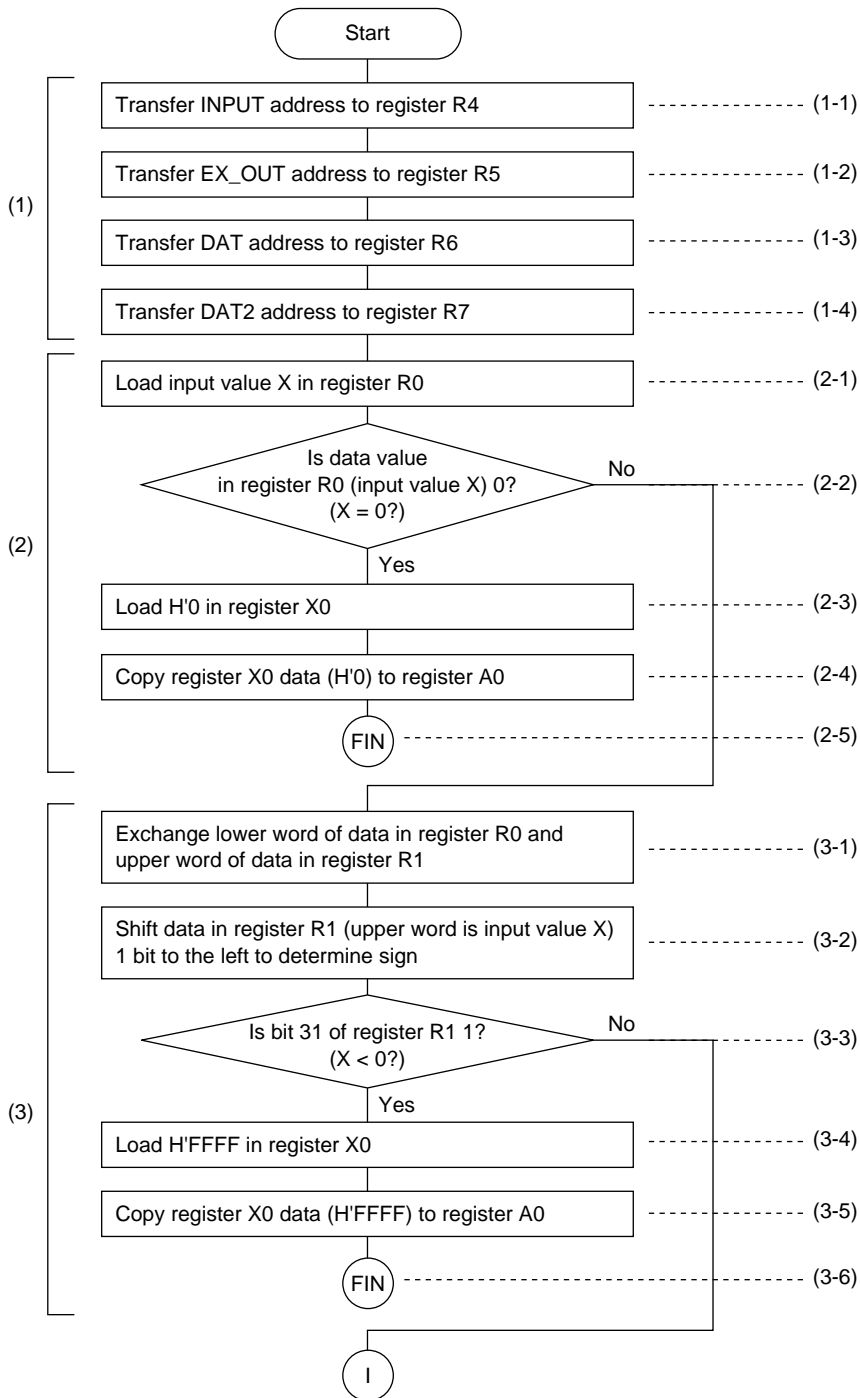 Start
Transfer INPUT address to register R4
(1-1)
Transfer EX_OUT address to register R5
(1-2)
(1)
Transfer DAT address to register R6
(1-3)
Transfer DAT2 address to register R7
(1-4)
Load input value X in register R0
(2-1)
Is data value
in register R0 (input value X) 0?
(X = 0?)
No
(2-2)
(2)
Yes
Load H'0 in register X0
(2-3)
Copy register X0 data (H'0) to register A0
(2-4)
FIN
(2-5)
Exchange lower word of data in register R0 and
upper word of data in register R1
(3-1)
Shift data in register R1 (upper word is input value X)
1 bit to the left to determine sign
(3-2)
Is bit 31 of register R1 1?
(X < 0?)
No
(3-3)
(3)
Yes
Load H'FFFF in register X0
(3-4)
Copy register X0 data (H'FFFF) to register A0
(3-5)
FIN
(3-6)
I